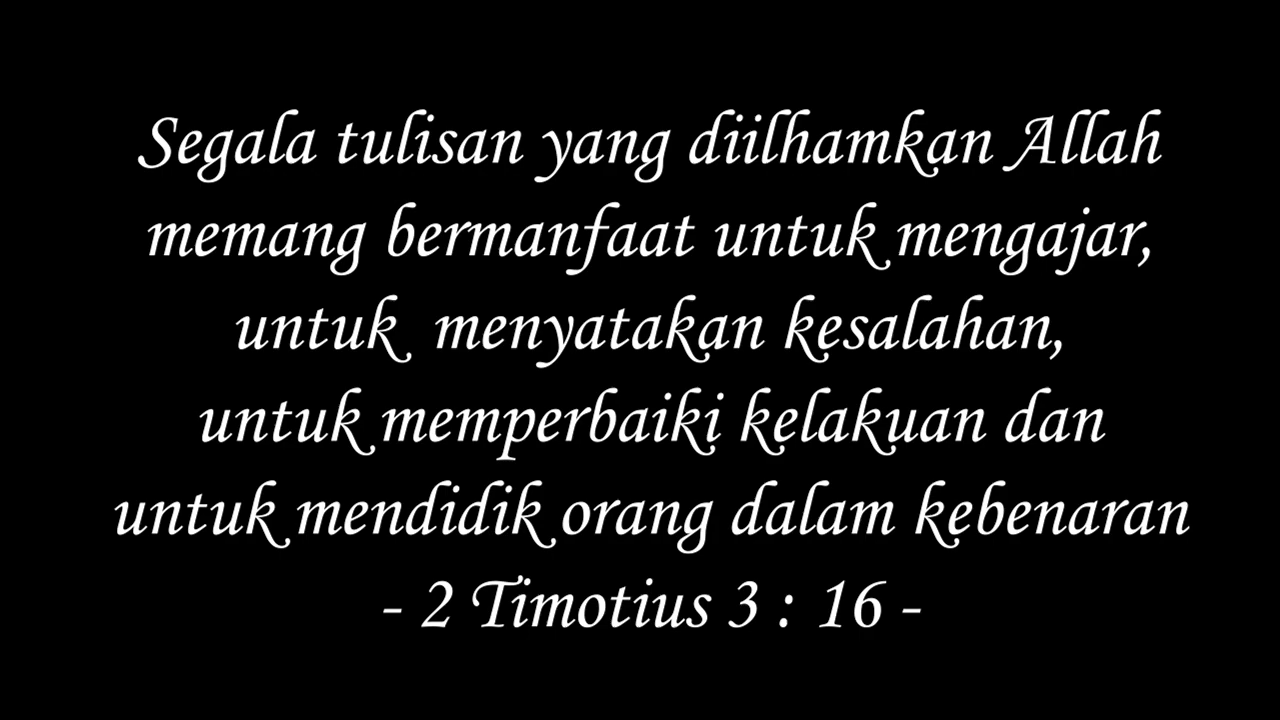 Segala tulisan yang diilhamkan Allah
memang bermanfaat untuk mengajar,
untuk  menyatakan kesalahan,
untuk memperbaiki kelakuan dan
untuk mendidik orang dalam kebenaran
- 2 Timotius 3 : 16 -